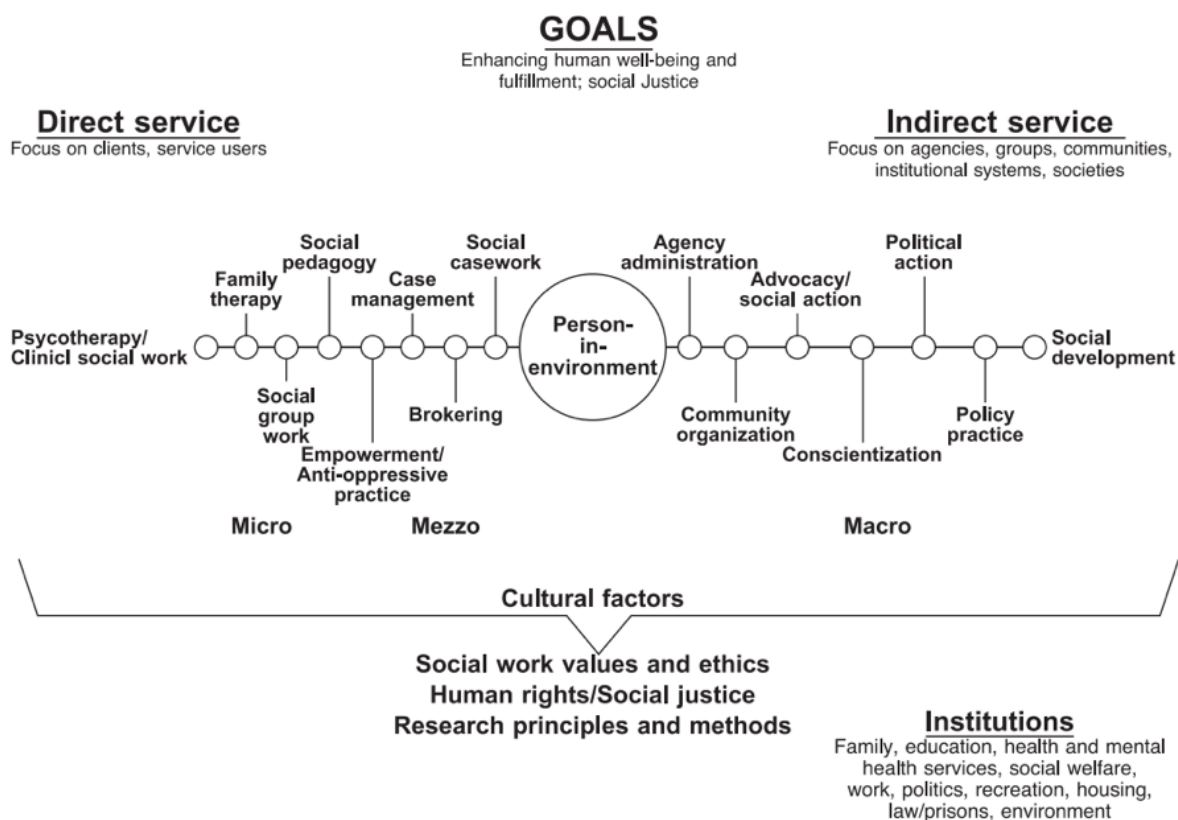 GOALS
Enhancing human well-being and
fulfillment; social Justice
Direct service
Focus on clients, service users
Indirect service
Focus on agencies, groups, communities,
institutional systems, societies
Psycotherapy/
Clinicl social work
Family
therapy
Social
group
work
Social
pedagogy
Empowerment/
Anti-oppressive
practice
Case
management
Brokering
Social
casework
Person-
in-
environment
Agency
administration
Community
organization
Advocacy/
social action
Conscientization
Political
action
Policy
practice
Social
development
Micro
Mezzo
Macro
Cultural factors
Social work values and ethics
Human rights/Social justice
Research principles and methods
Institutions
Family, education, health and mental
health services, social welfare,
work, politics, recreation, housing,
law/prisons, environment